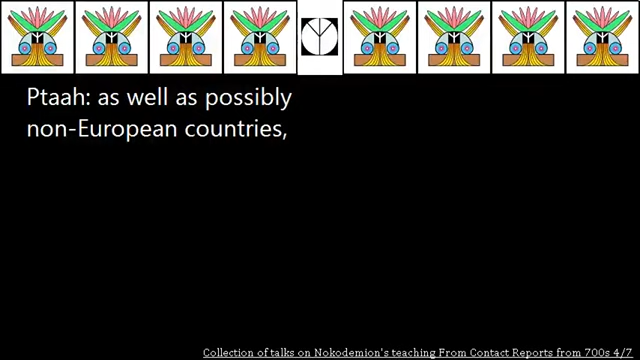 Ptaah: as well as possibly
non-European countries,
Collection of talks on Nokodemion's teaching From Contact Reports from 700s 4/7